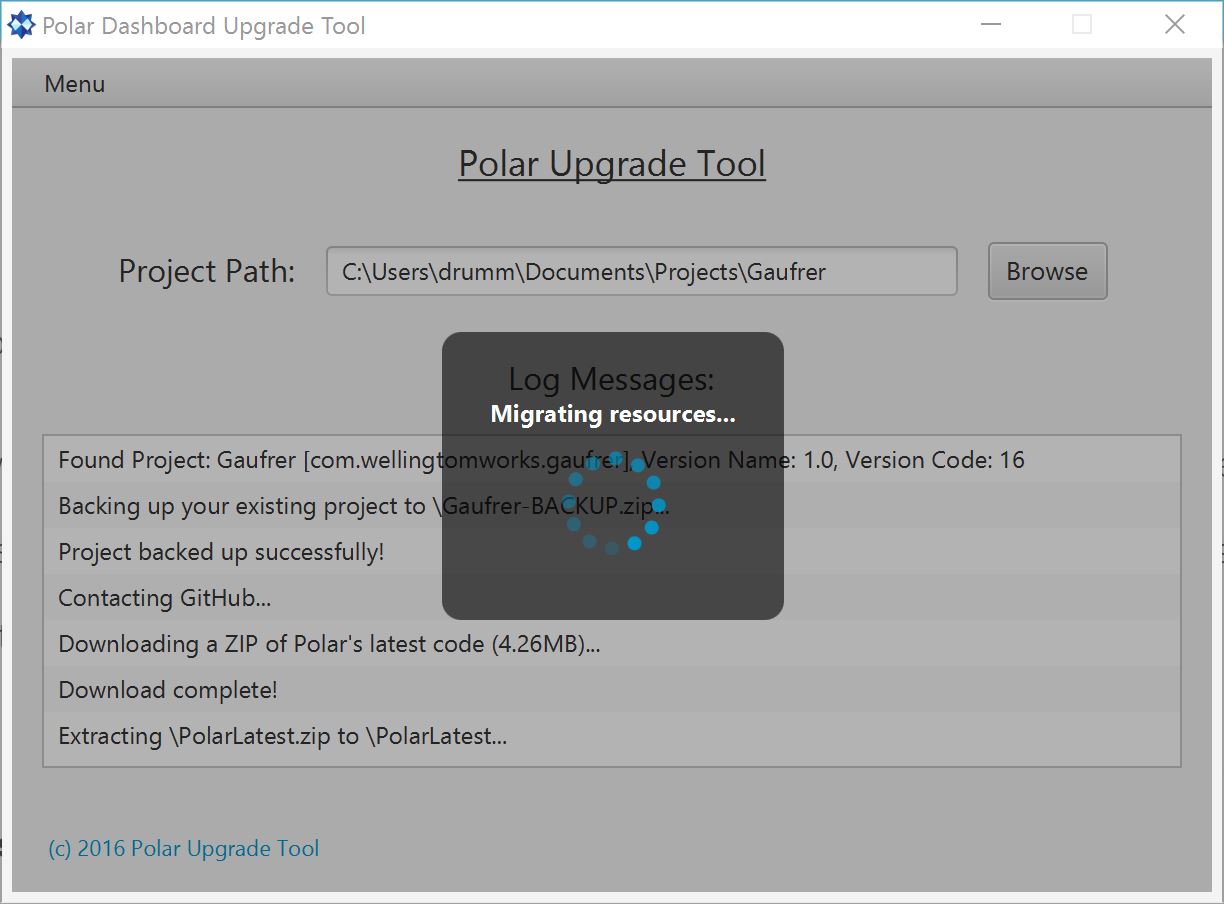 Polar Dashboard Upgrade Tool
Menu
Polar Upgrade Tool
Project Path: C:\Users\drumm\Documents\Projects\Gaufrer Browse
Log Messages:
Migrating resources...
Found Project: Gaufrer [com.wellingtomworks.gaufrer], Version Name: 1.0, Version Code: 16
Backing up your existing project to \Gaufrer-BACKUP.zip...
Project backed up successfully!
Contacting GitHub...
Downloading a ZIP of Polar's latest code (4.26MB)...
Download complete!
Extracting \PolarLatest.zip to \PolarLatest...
(c) 2016 Polar Upgrade Tool